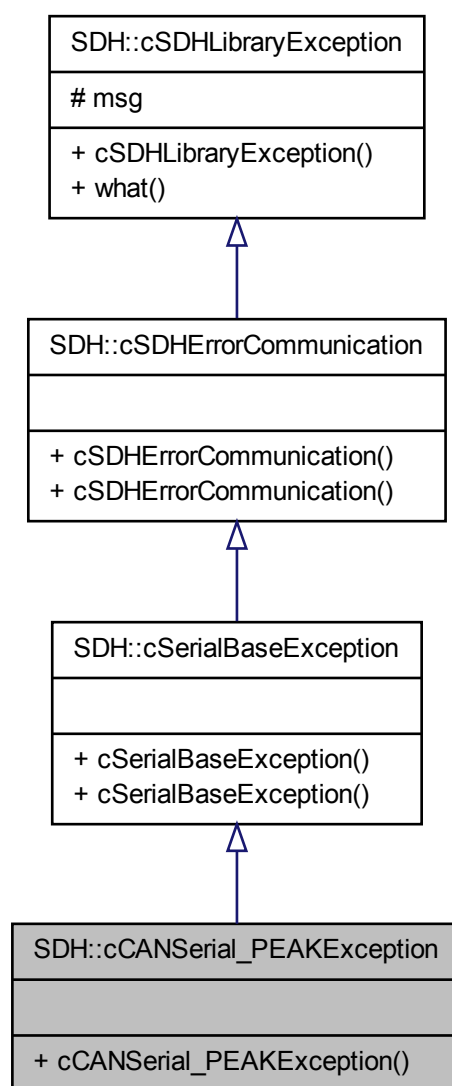 SDH::cSDHLibraryException
# msg
+ cSDHLibraryException()
+ what()
SDH::cSDHErrorCommunication
+ cSDHErrorCommunication()
+ cSDHErrorCommunication()
SDH::cSerialBaseException
+ cSerialBaseException()
+ cSerialBaseException()
SDH::cCANSerial_PEAKException
+ cCANSerial_PEAKException()